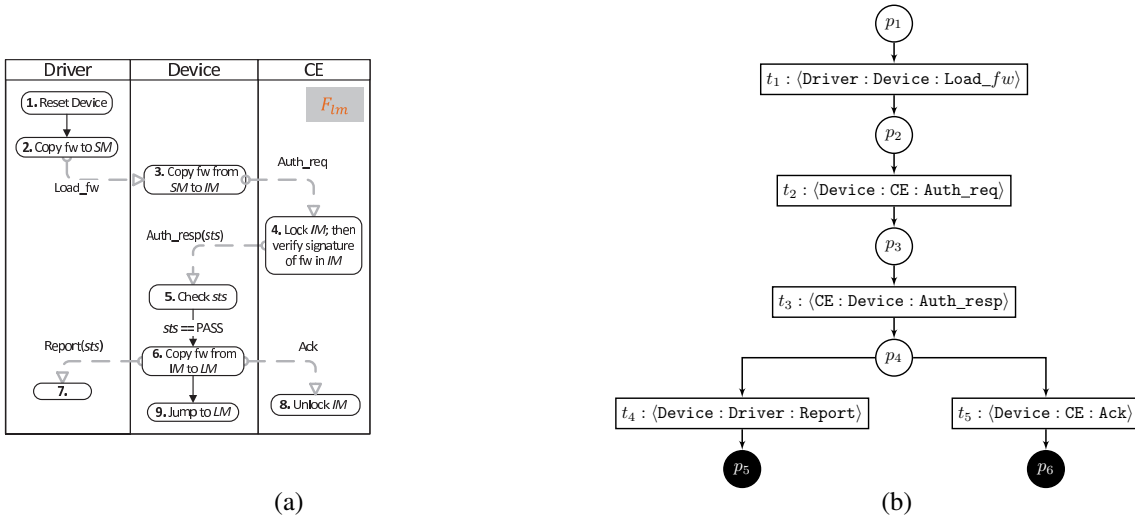 Driver Device CE
F_lm
1. Reset Device
2. Copy fw to SM
Load_fw
3. Copy fw from
SM to IM
Auth_req
4. Lock IM; then
verify signature
of fw in IM
Auth_resp(sts)
5. Check sts
sts == PASS
6. Copy fw from
IM to LM
Report(sts)
Ack
7.
8. Unlock IM
9. Jump to LM
(a)
p1
t1 : ⟨Driver : Device : Load_fw⟩
p2
t2 : ⟨Device : CE : Auth_req⟩
p3
t3 : ⟨CE : Device : Auth_resp⟩
p4
t4 : ⟨Device : Driver : Report⟩
t5 : ⟨Device : CE : Ack⟩
p5
p6
(b)